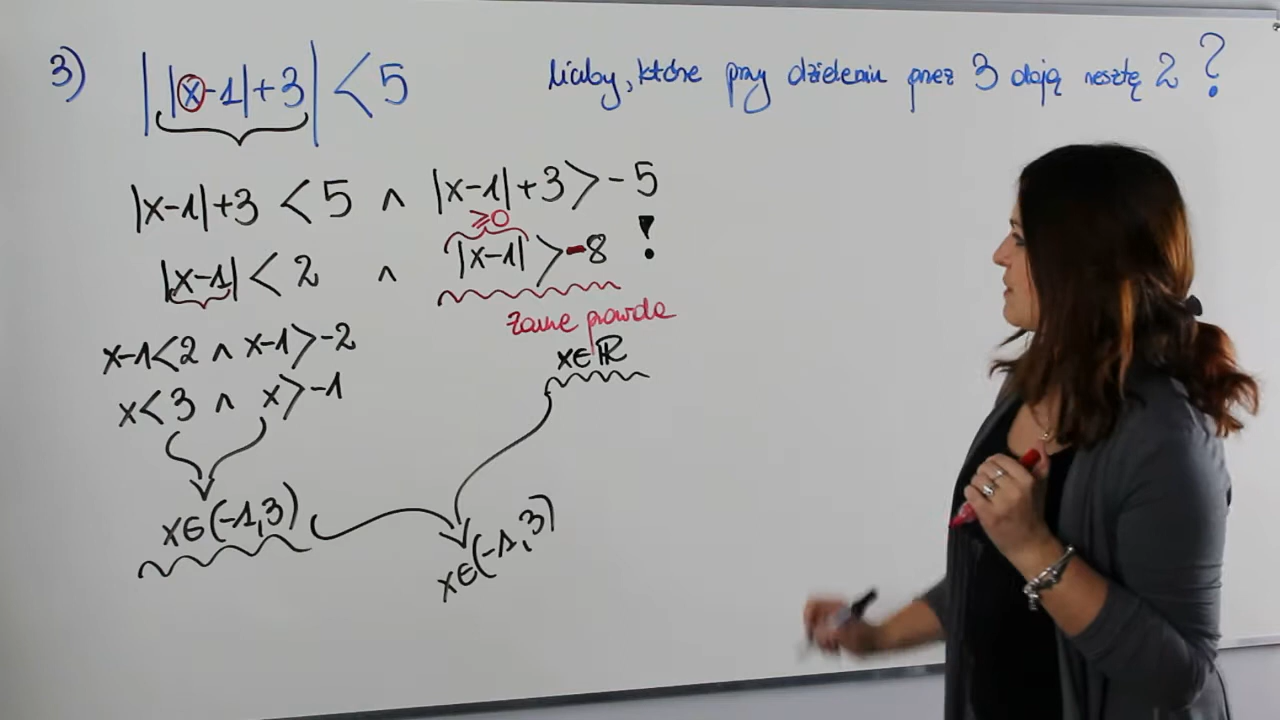 3) ||x-1|+3| < 5
liczby, które przy dzieleniu przez 3 dają resztę 2 ?
|x-1|+3 < 5 ∧ |x-1|+3 > -5
≥0
|x-1| < 2 ∧ |x-1| > -8 !
zawsze prawda
x-1<2 ∧ x-1>-2
x∈ℝ
x<3 ∧ x>-1
x∈(-1,3)
x∈(-1,3)